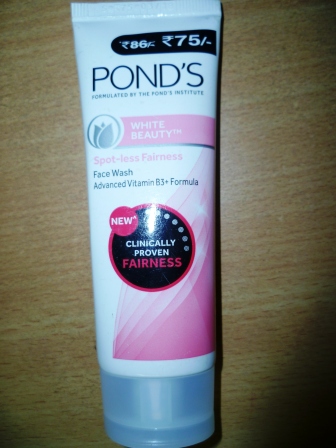 ₹86/- ₹75/-
POND'S
FORMULATED BY THE POND'S INSTITUTE
WHITE
BEAUTY™
Spot-less Fairness
Face Wash
Advanced Vitamin B3+ Formula
NEW*
CLINICALLY
PROVEN
FAIRNESS